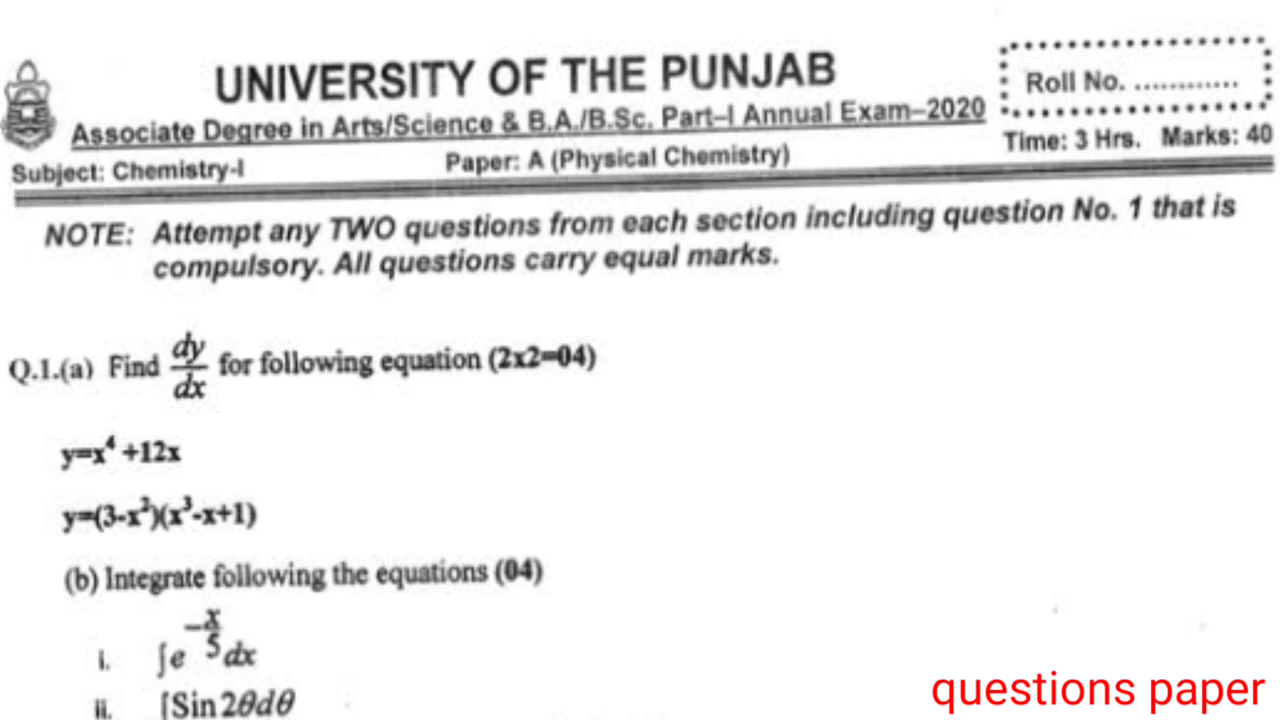 UNIVERSITY OF THE PUNJAB
Roll No. ............
Associate Degree in Arts/Science & B.A./B.Sc. Part–I Annual Exam–2020
Subject: Chemistry-I Paper: A (Physical Chemistry) Time: 3 Hrs. Marks: 40
NOTE: Attempt any TWO questions from each section including question No. 1 that is
compulsory. All questions carry equal marks.
Q.1.(a) Find dy/dx for following equation (2x2=04)
y=x⁴ +12x
y=(3-x²)(x³-x+1)
(b) Integrate following the equations (04)
i. ∫e^(-x/5) dx
ii. ∫Sin2θdθ
questions paper